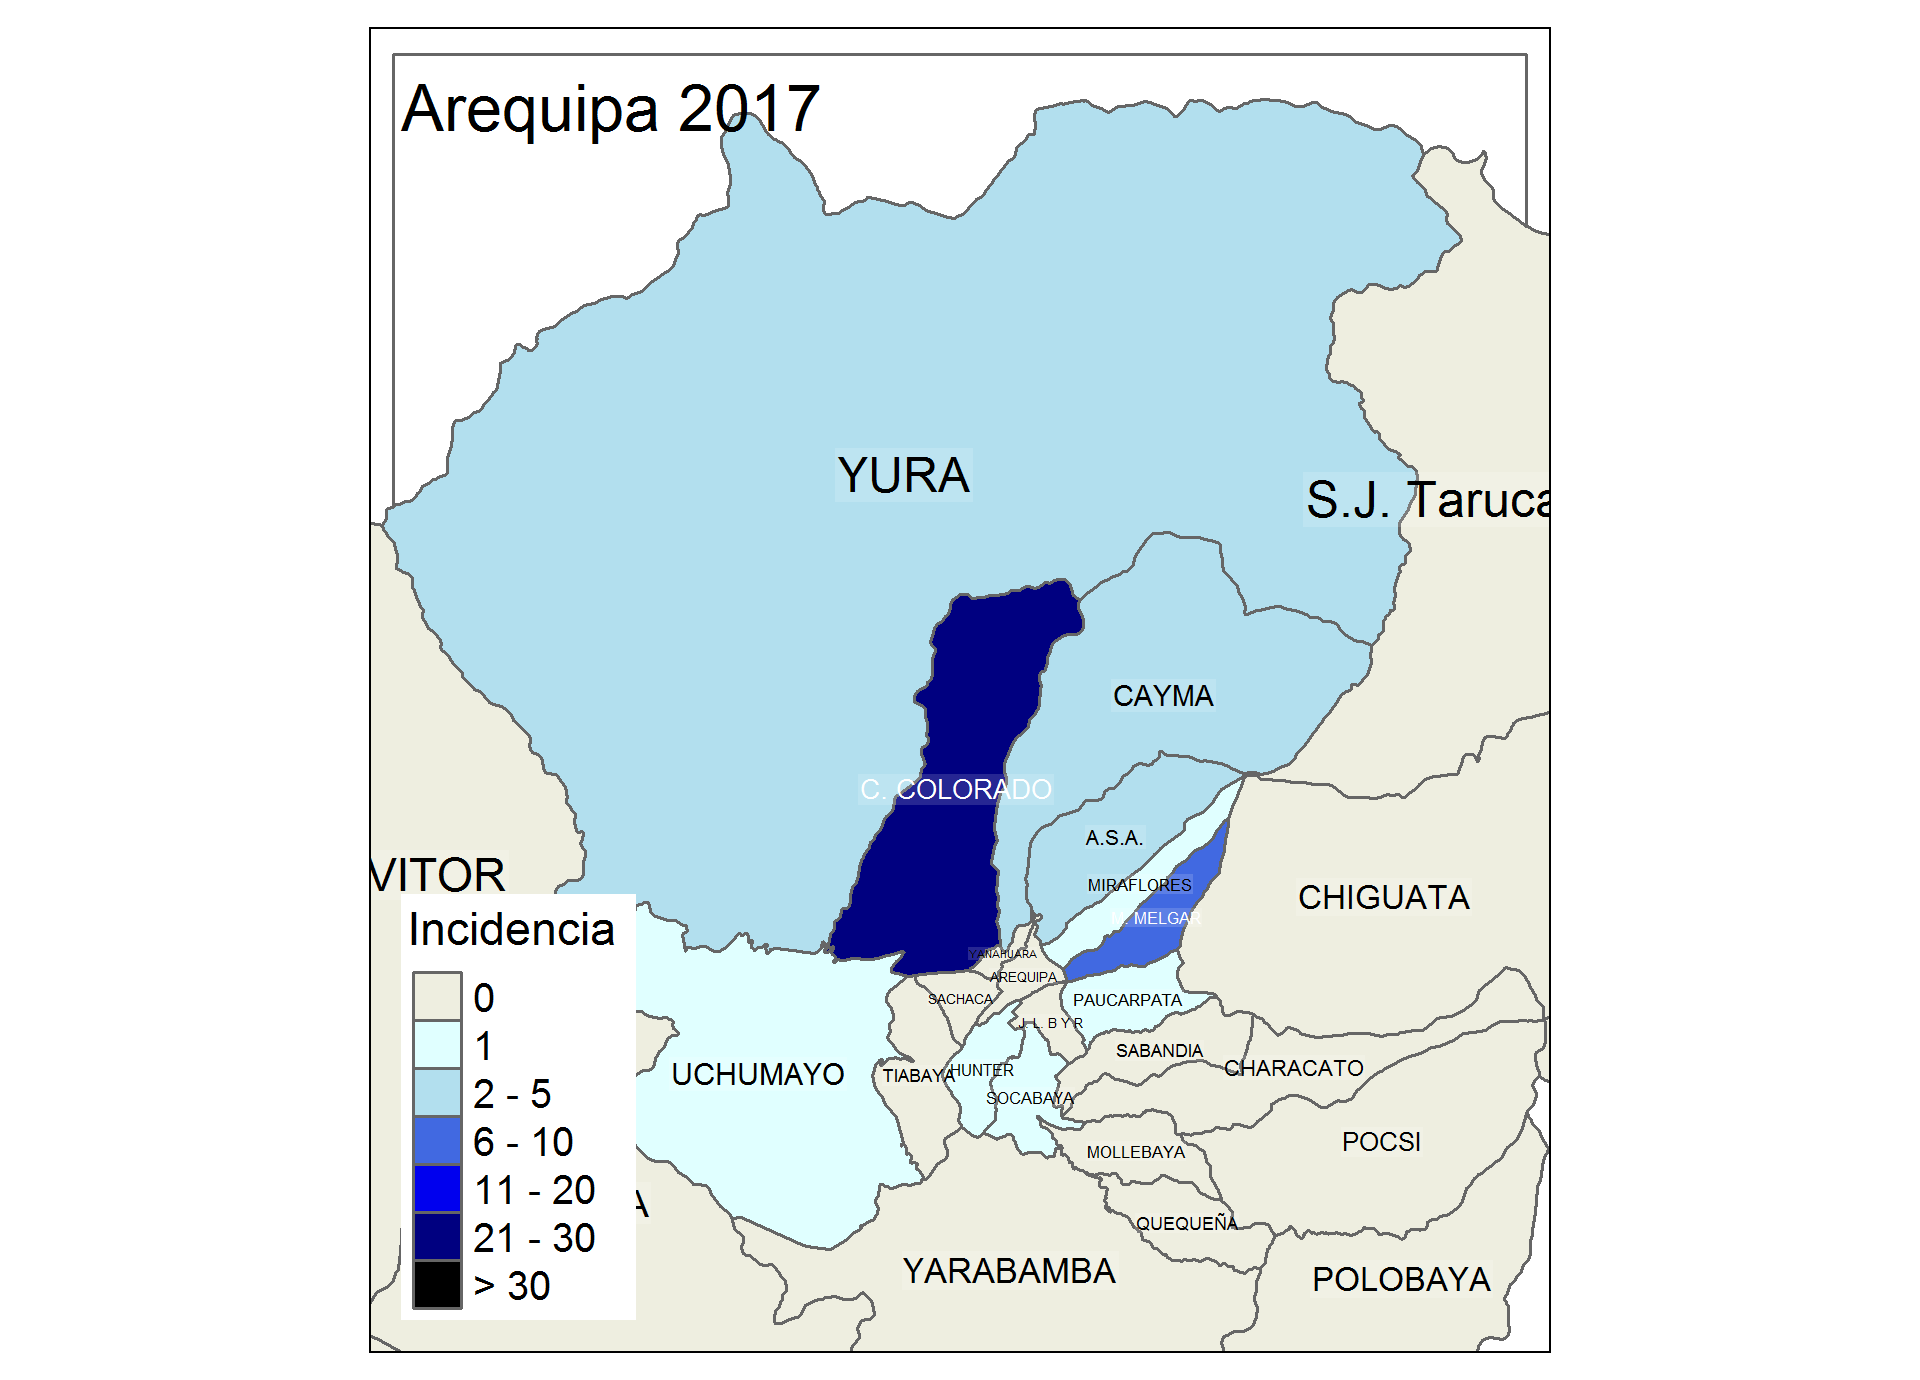 Arequipa 2017
YURA
S.J. Taruca
CAYMA
C. COLORADO
A.S.A.
VITOR
MIRAFLORES
CHIGUATA
MELGAR
YANAHUARA
AREQUIPA
SACHACA
PAUCARPATA
J. L. B Y R
SABANDIA
UCHUMAYO
TIABAYA
HUNTER
CHARACATO
SOCABAYA
POCSI
MOLLEBAYA
A
QUEQUEÑA
YARABAMBA
POLOBAYA
Incidencia
0
1
2 - 5
6 - 10
11 - 20
21 - 30
> 30